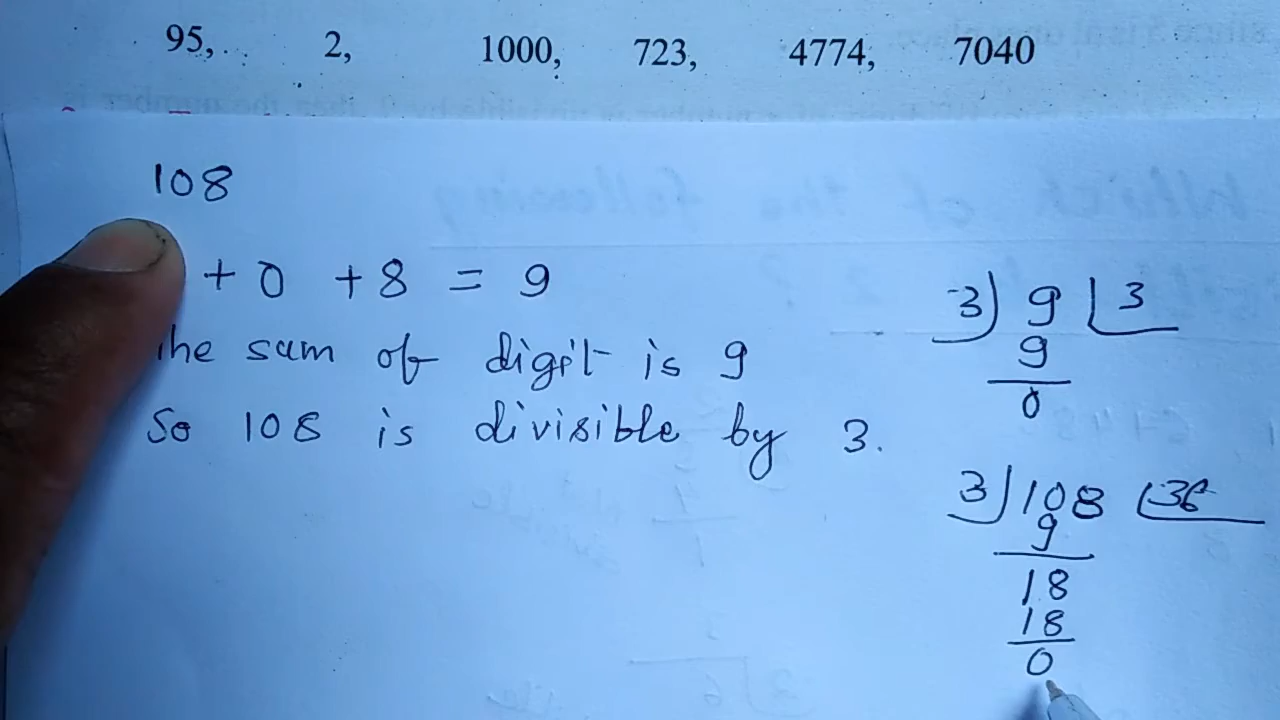 95, 2, 1000, 723, 4774, 7040
108
+ 0 + 8 = 9
The sum of digit is 9
So 108 is divisible by 3.
3) 9 3
9
0
3) 108 36
9
18
18
0